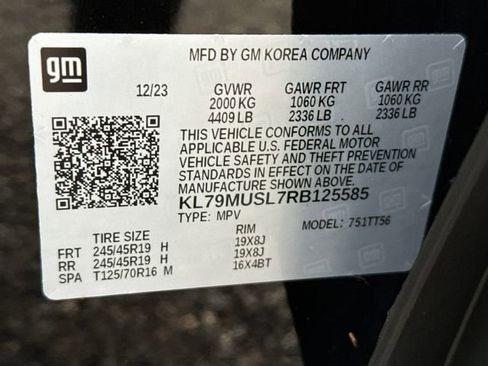 gm
MFD BY GM KOREA COMPANY
12/23 GVWR GAWR FRT GAWR RR
2000 KG 1060 KG 1060 KG
4409 LB 2336 LB 2336 LB
THIS VEHICLE CONFORMS TO ALL
APPLICABLE U.S. FEDERAL MOTOR
VEHICLE SAFETY AND THEFT PREVENTION
STANDARDS IN EFFECT ON THE DATE OF
MANUFACTURE SHOWN ABOVE.
KL79MUSL7RB125585
TYPE: MPV MODEL: 751TT56
TIRE SIZE RIM
FRT 245/45R19 H 19X8J
RR 245/45R19 H 19X8J
SPA T125/70R16 M 16X4BT